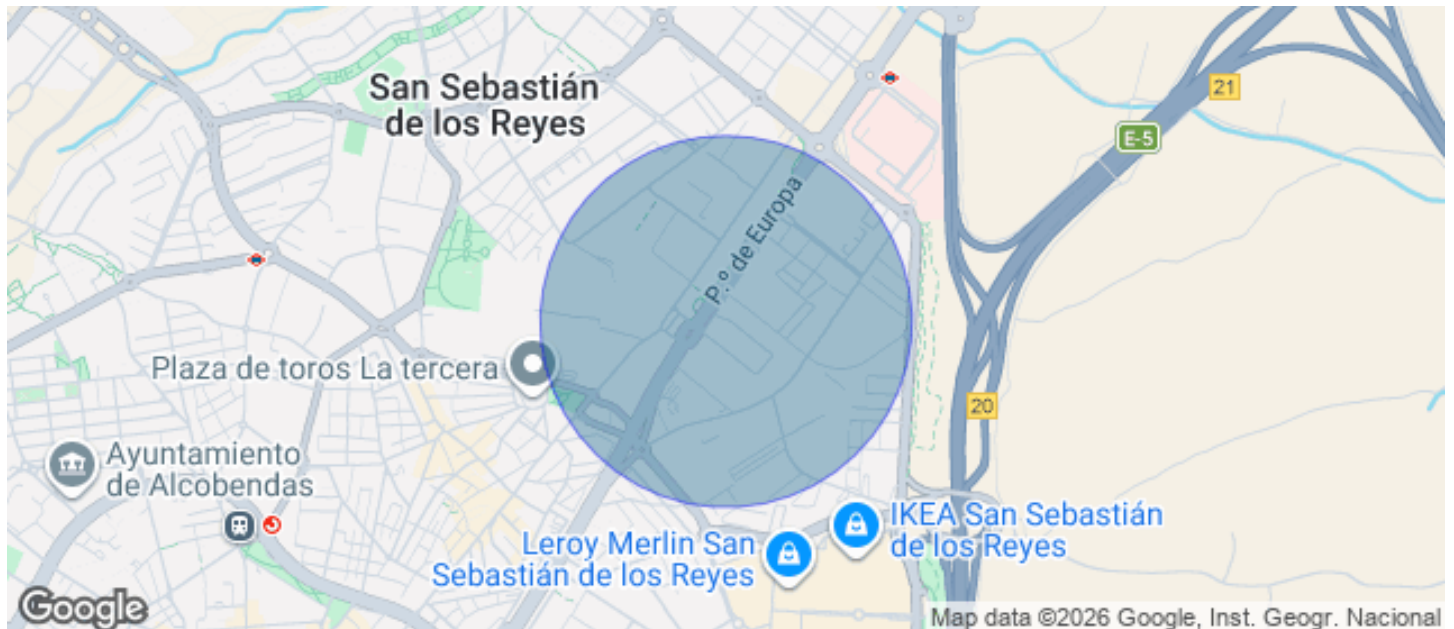 San Sebastián
de los Reyes
21
E-5
P.º de Europa
Plaza de toros La tercera
20
Ayuntamiento
de Alcobendas
IKEA San Sebastián
de los Reyes
Leroy Merlin San
Sebastián de los Reyes
Google
Map data ©2026 Google, Inst. Geogr. Nacional